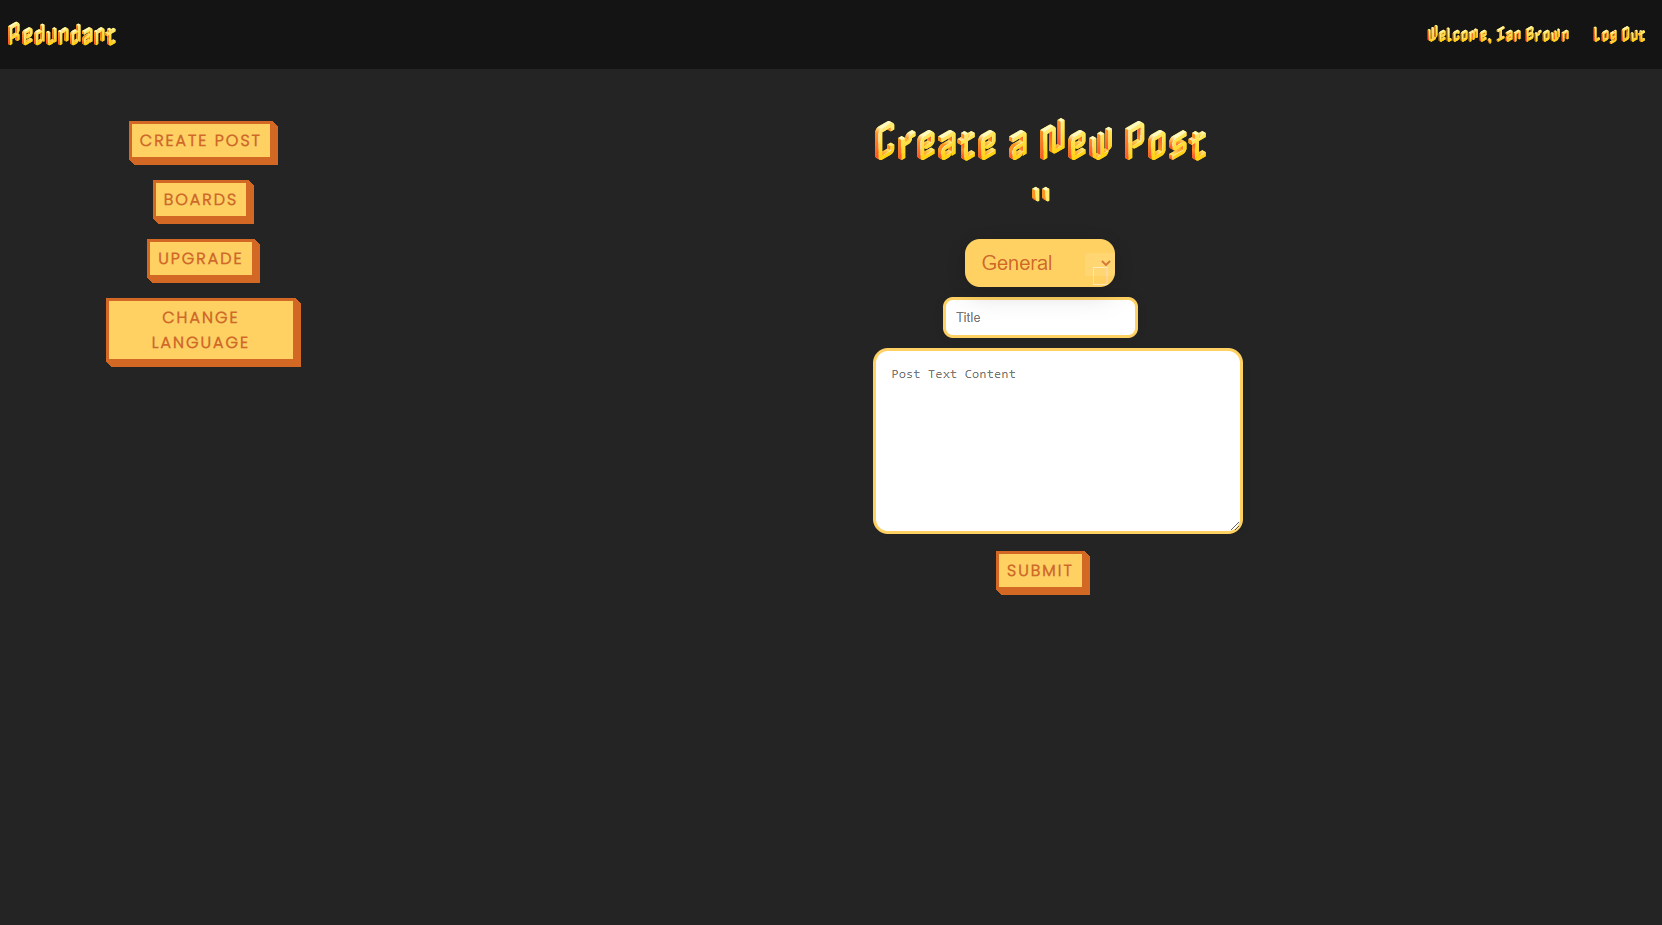 Redundant
Welcome, Ian Brown
Log Out
CREATE POST
BOARDS
UPGRADE
CHANGE
LANGUAGE
Create a New Post
"
General
Title
Post Text Content
SUBMIT